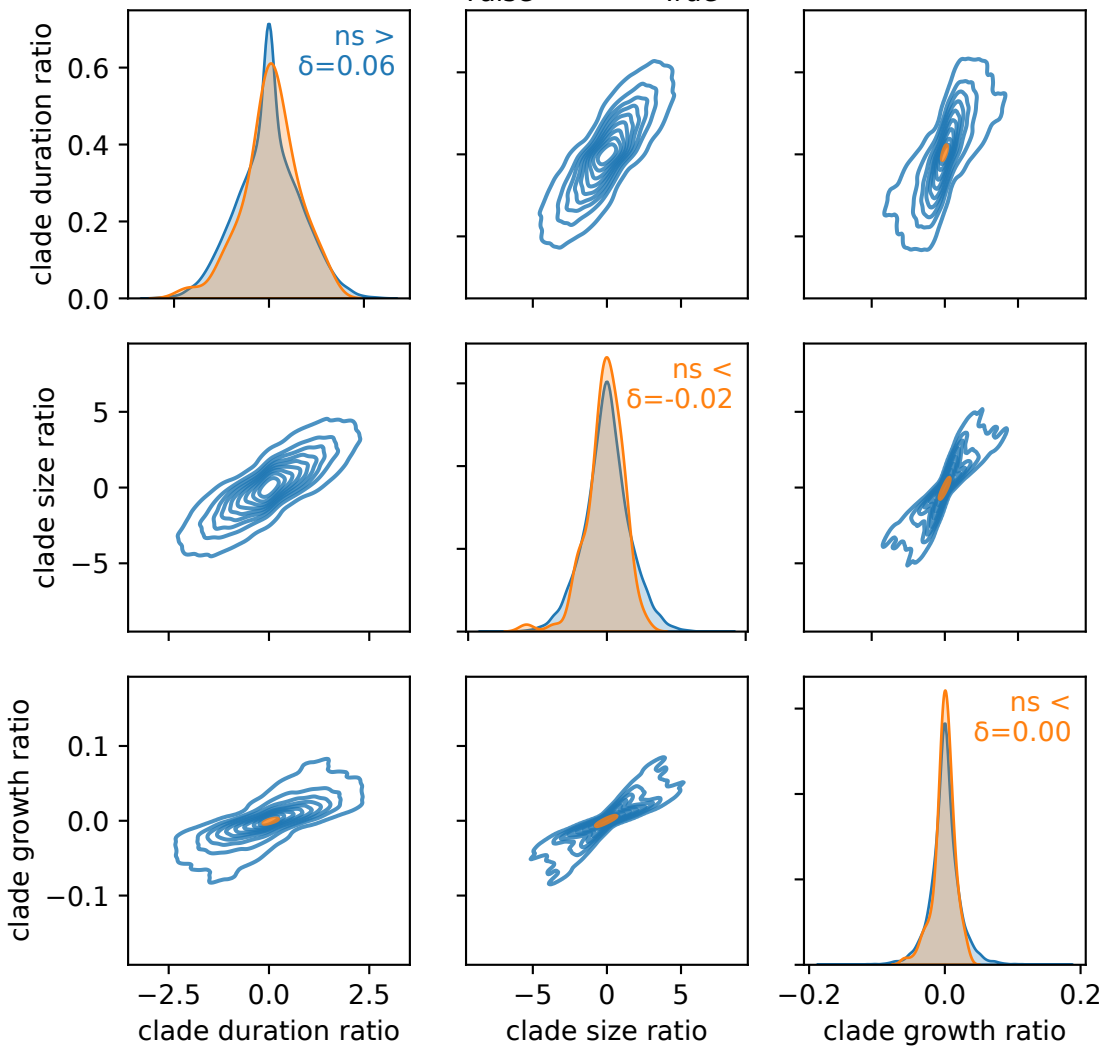 clade duration ratio
0.6
0.4
0.2
0.0
ns >
δ=0.06
clade size ratio
5
0
−5
ns <
δ=-0.02
clade growth ratio
0.1
0.0
−0.1
ns <
δ=0.00
−2.5 0.0 2.5
−5 0 5
−0.2 0.0 0.2
clade duration ratio
clade size ratio
clade growth ratio